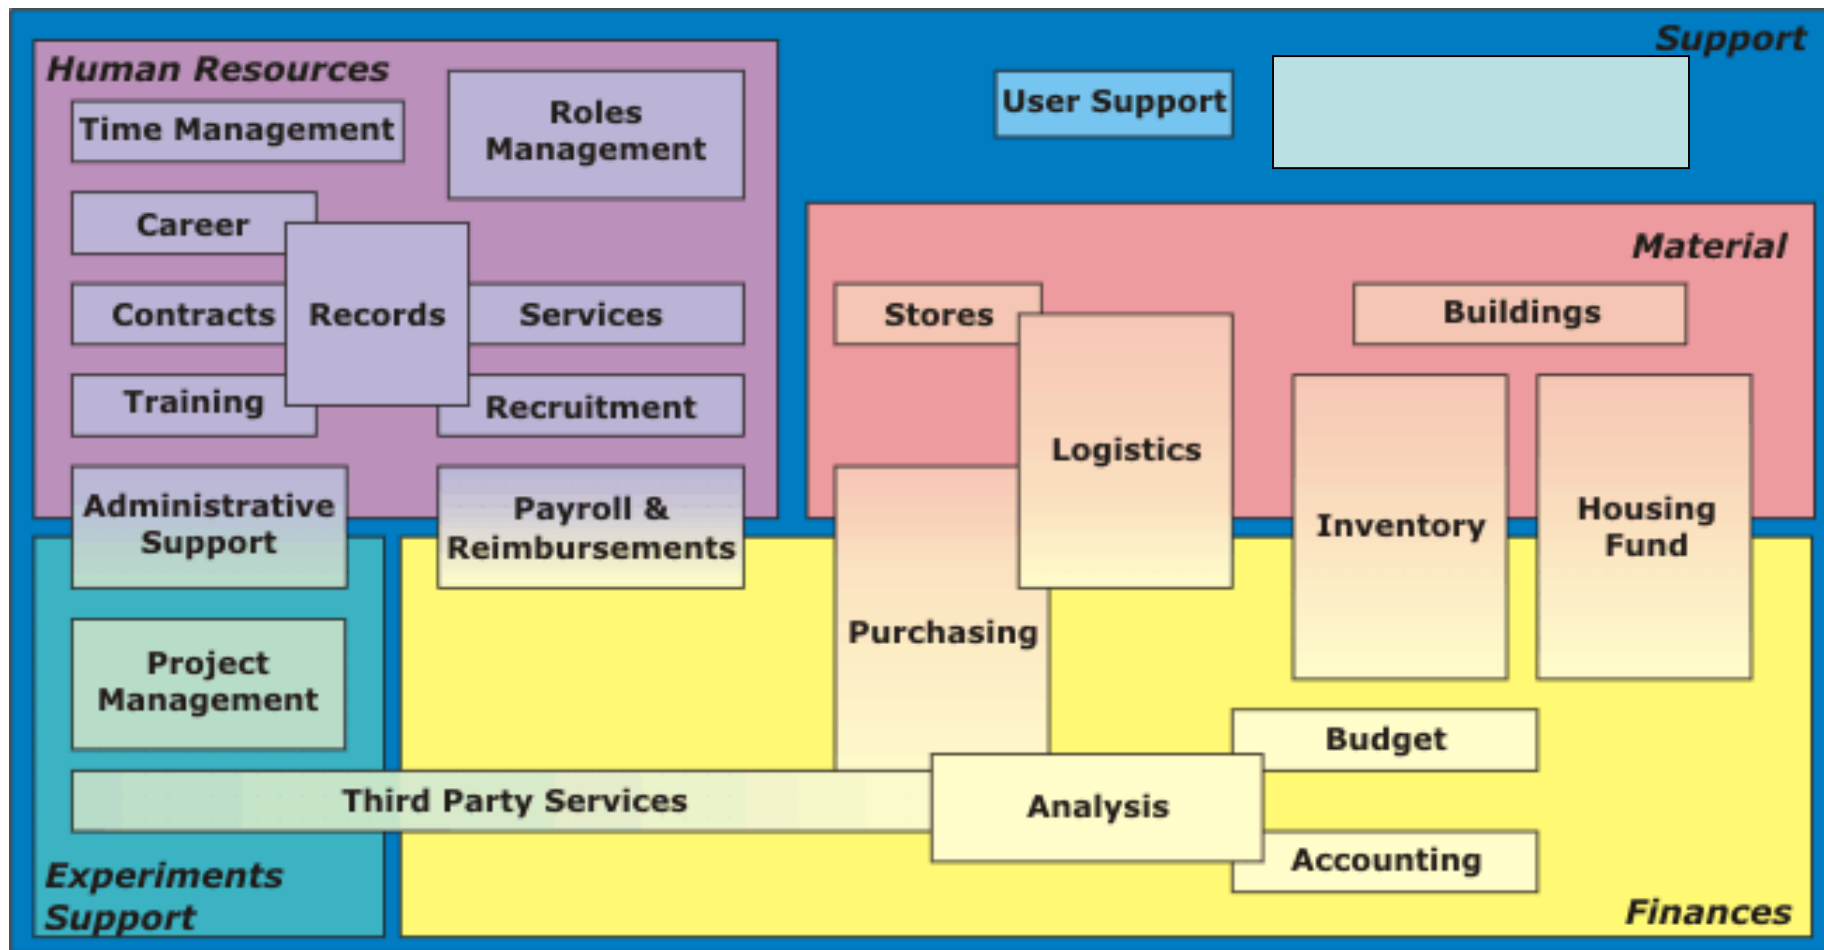 Support
Human Resources
Time Management
Roles
Management
User Support
Career
Contracts
Records
Services
Training
Recruitment
Administrative
Support
Payroll &
Reimbursements
Material
Stores
Buildings
Logistics
Inventory
Housing
Fund
Purchasing
Project
Management
Budget
Third Party Services
Analysis
Accounting
Experiments
Support
Finances